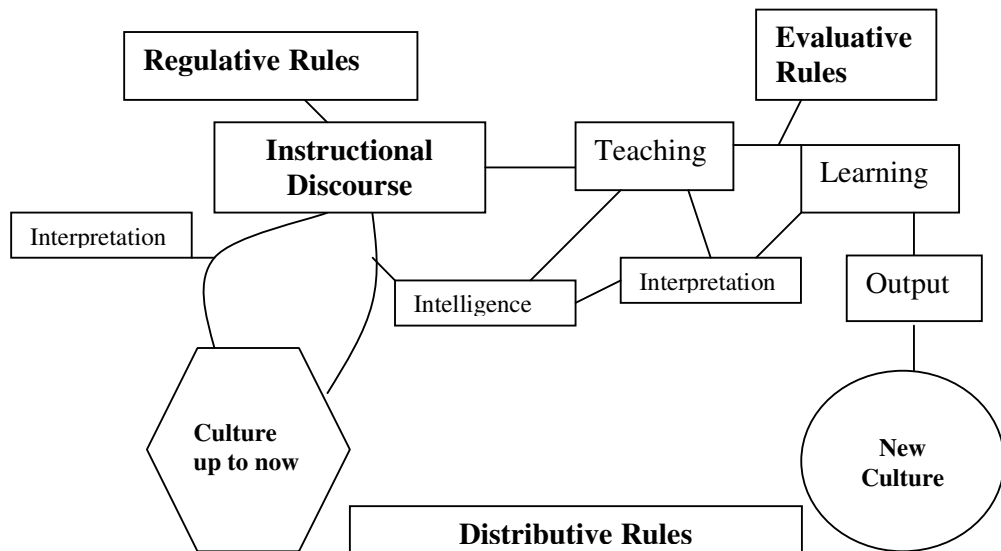 Regulative Rules
Evaluative
Rules
Instructional
Discourse
Teaching
Learning
Interpretation
Intelligence
Interpretation
Output
Culture
up to now
New
Culture
Distributive Rules